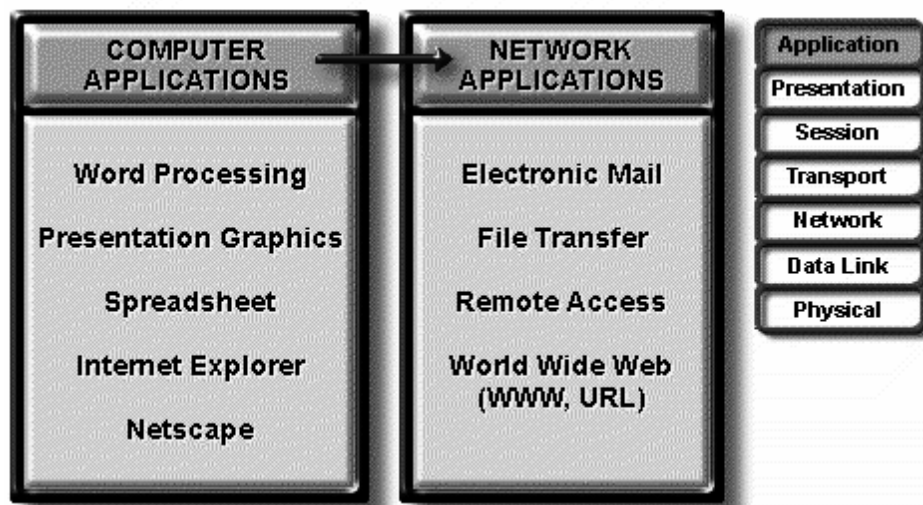 COMPUTER
APPLICATIONS
Word Processing
Presentation Graphics
Spreadsheet
Internet Explorer
Netscape
NETWORK
APPLICATIONS
Electronic Mail
File Transfer
Remote Access
World Wide Web
(WWW, URL)
Application
Presentation
Session
Transport
Network
Data Link
Physical